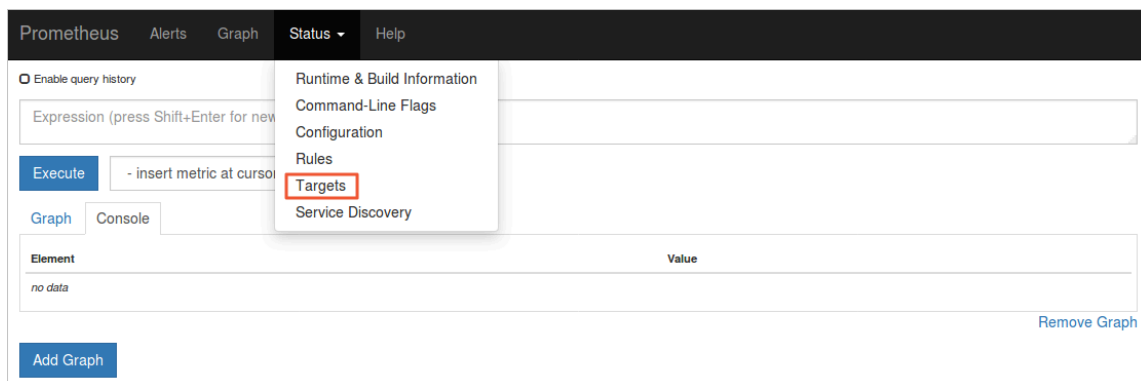 Prometheus Alerts Graph Status Help
Enable query history
Runtime & Build Information
Command-Line Flags
Configuration
Rules
Targets
Service Discovery
Expression (press Shift+Enter for new
Execute - insert metric at cursor
Graph Console
Element Value
no data
Remove Graph
Add Graph